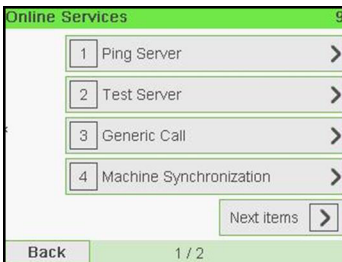 Online Services 9
1 Ping Server
2 Test Server
3 Generic Call
4 Machine Synchronization
Next items
Back 1 / 2